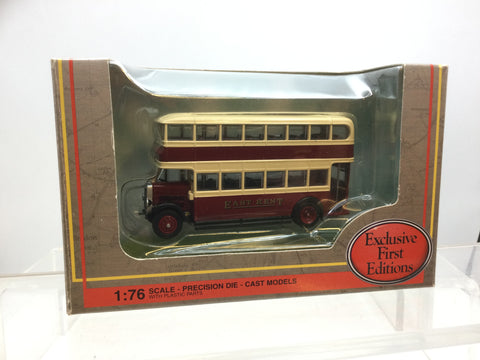 EAST KENT
Exclusive
First
Editions
1:76 SCALE - PRECISION DIE - CAST MODELS
WITH PLASTIC PARTS